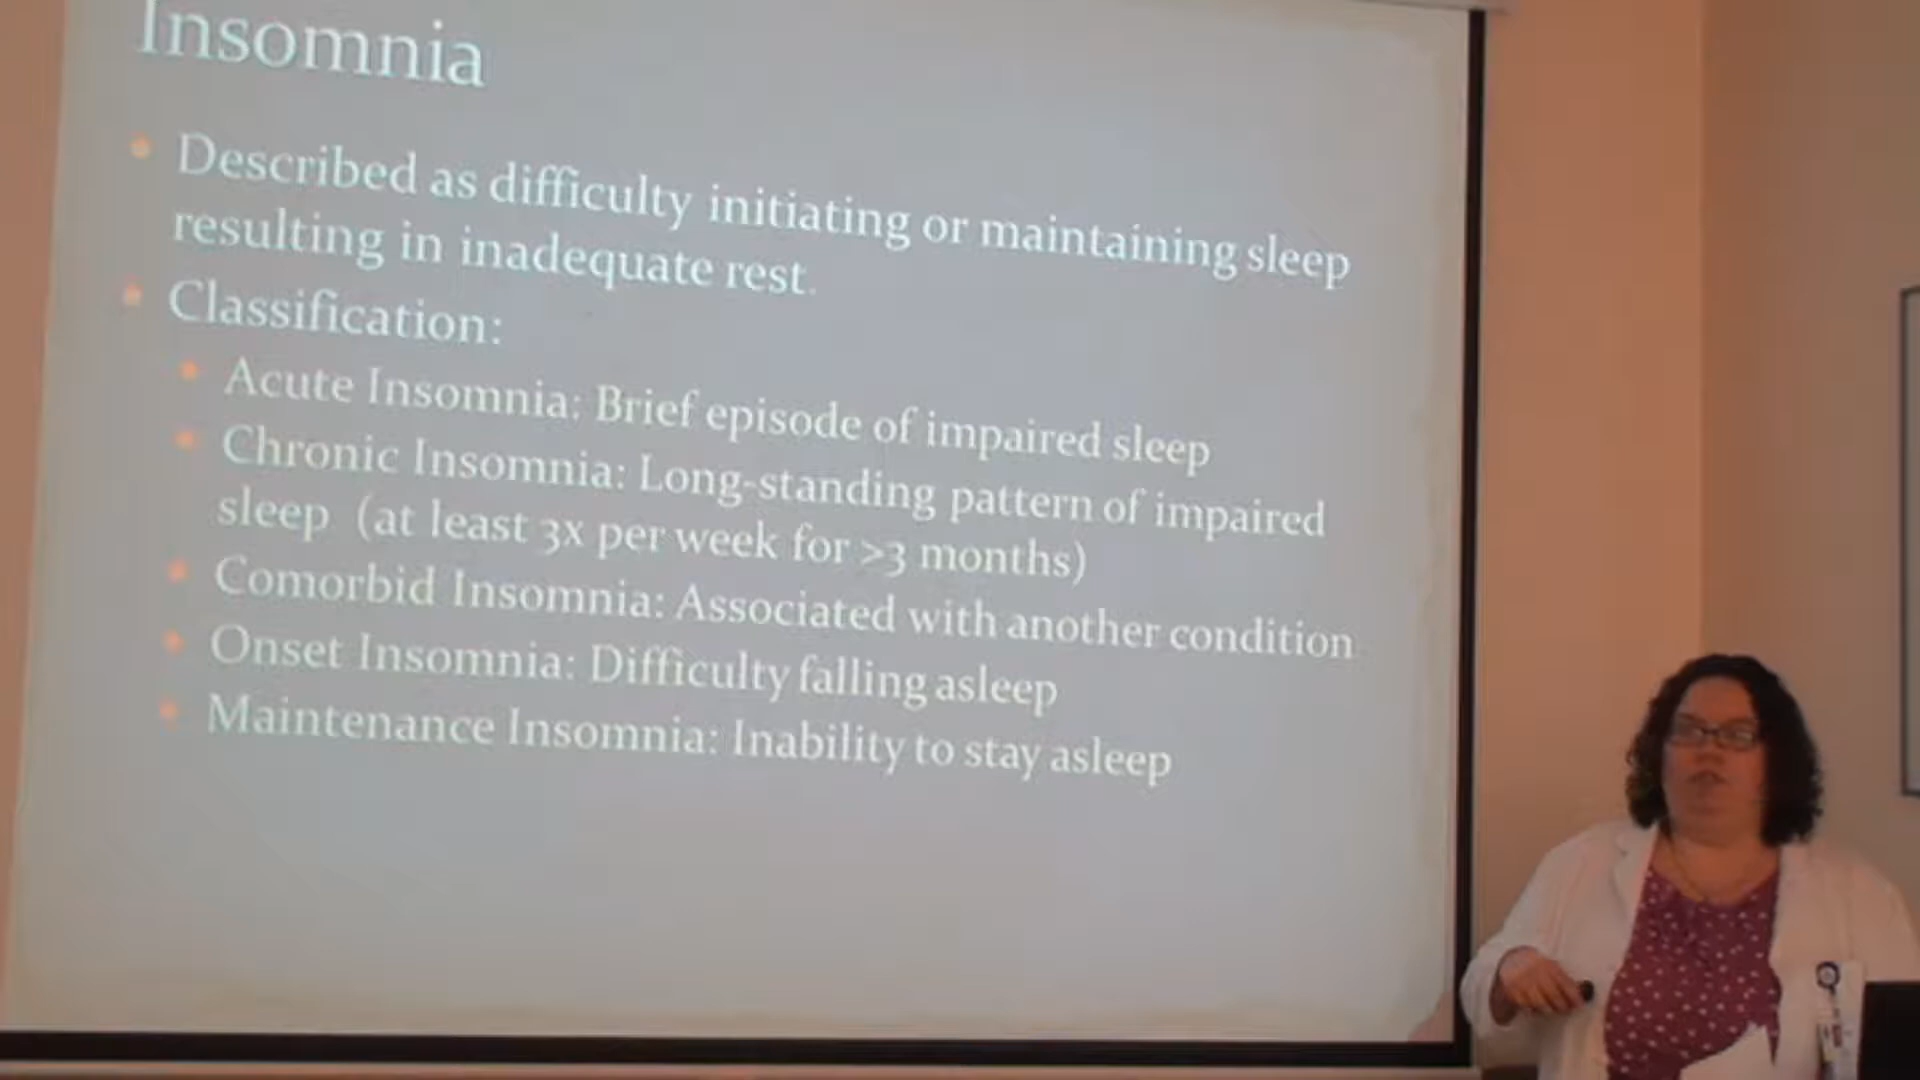 Insomnia
Described as difficulty initiating or maintaining sleep
resulting in inadequate rest.
Classification:
Acute Insomnia: Brief episode of impaired sleep
Chronic Insomnia: Long-standing pattern of impaired
sleep (at least 3x per week for >3 months)
Comorbid Insomnia: Associated with another condition
Onset Insomnia: Difficulty falling asleep
Maintenance Insomnia: Inability to stay asleep